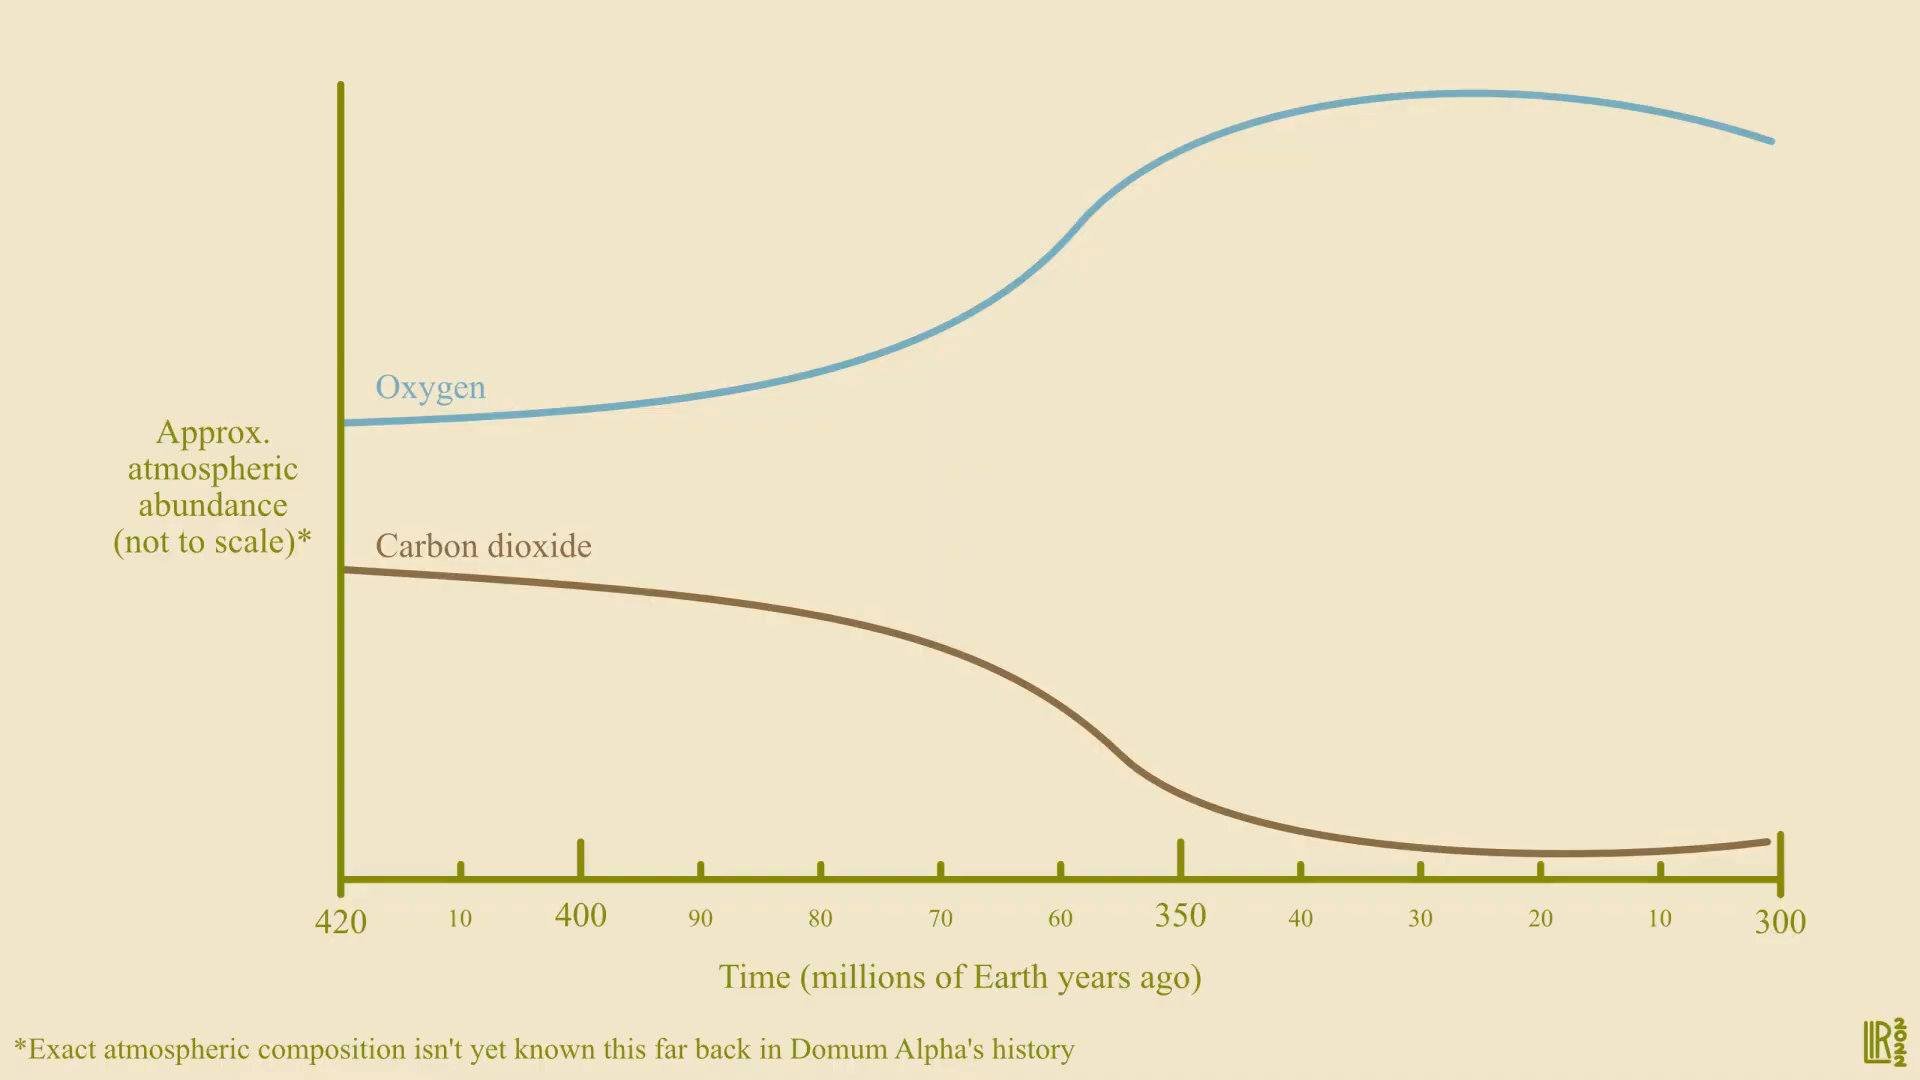 Oxygen
Approx.
atmospheric
abundance
(not to scale)*
Carbon dioxide
420 10 400 90 80 70 60 350 40 30 20 10 300
Time (millions of Earth years ago)
*Exact atmospheric composition isn't yet known this far back in Domum Alpha's history
LIR 2022